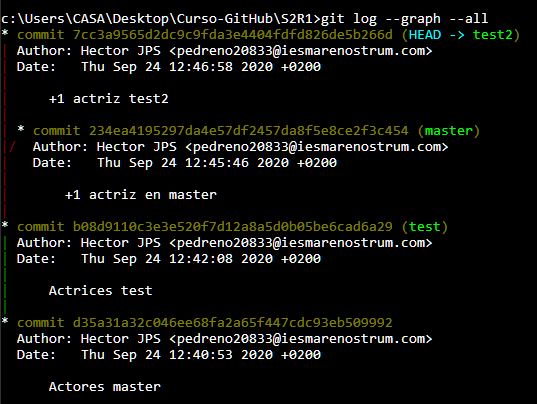 c:\Users\CASA\Desktop\Curso-GitHub\S2R1>git log --graph --all
* commit 7cc3a9565d2dc9c9fda3e4404fdfd826de5b266d (HEAD -> test2)
| Author: Hector JPS <pedreno20833@iesmarenostrum.com>
| Date:   Thu Sep 24 12:46:58 2020 +0200
|
|     +1 actriz test2
|
| * commit 234ea4195297da4e57df2457da8f5e8ce2f3c454 (master)
|/  Author: Hector JPS <pedreno20833@iesmarenostrum.com>
|   Date:   Thu Sep 24 12:45:46 2020 +0200
|
|       +1 actriz en master
|
* commit b08d9110c3e3e520f7d12a8a5d0b05be6cad6a29 (test)
| Author: Hector JPS <pedreno20833@iesmarenostrum.com>
| Date:   Thu Sep 24 12:42:08 2020 +0200
|
|     Actrices test
|
* commit d35a31a32c046ee68fa2a65f447cdc93eb509992
  Author: Hector JPS <pedreno20833@iesmarenostrum.com>
  Date:   Thu Sep 24 12:40:53 2020 +0200

      Actores master